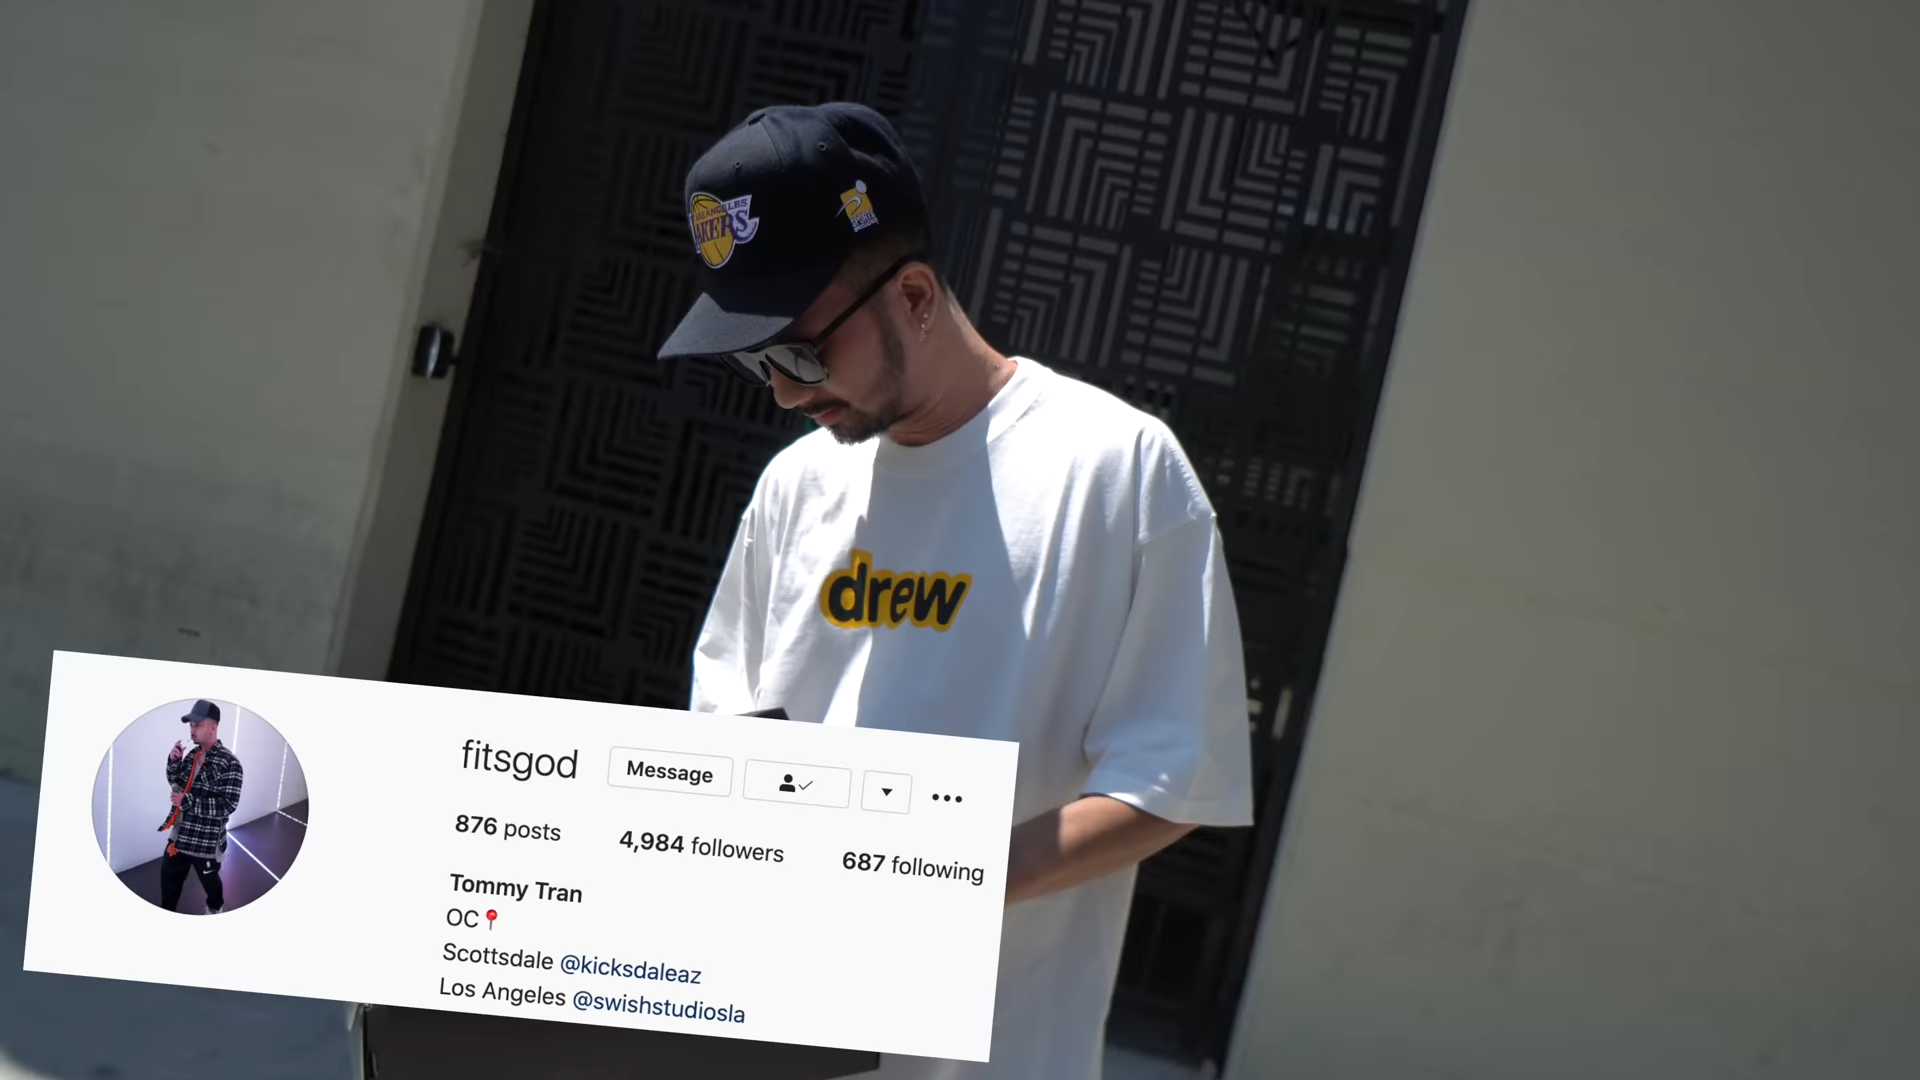 LOS ANGELES
LAKERS
SPORTS
drew
fitsgod
Message
876 posts
4,984 followers
687 following
Tommy Tran
OC📍
Scottsdale @kicksdaleaz
Los Angeles @swishstudiosla